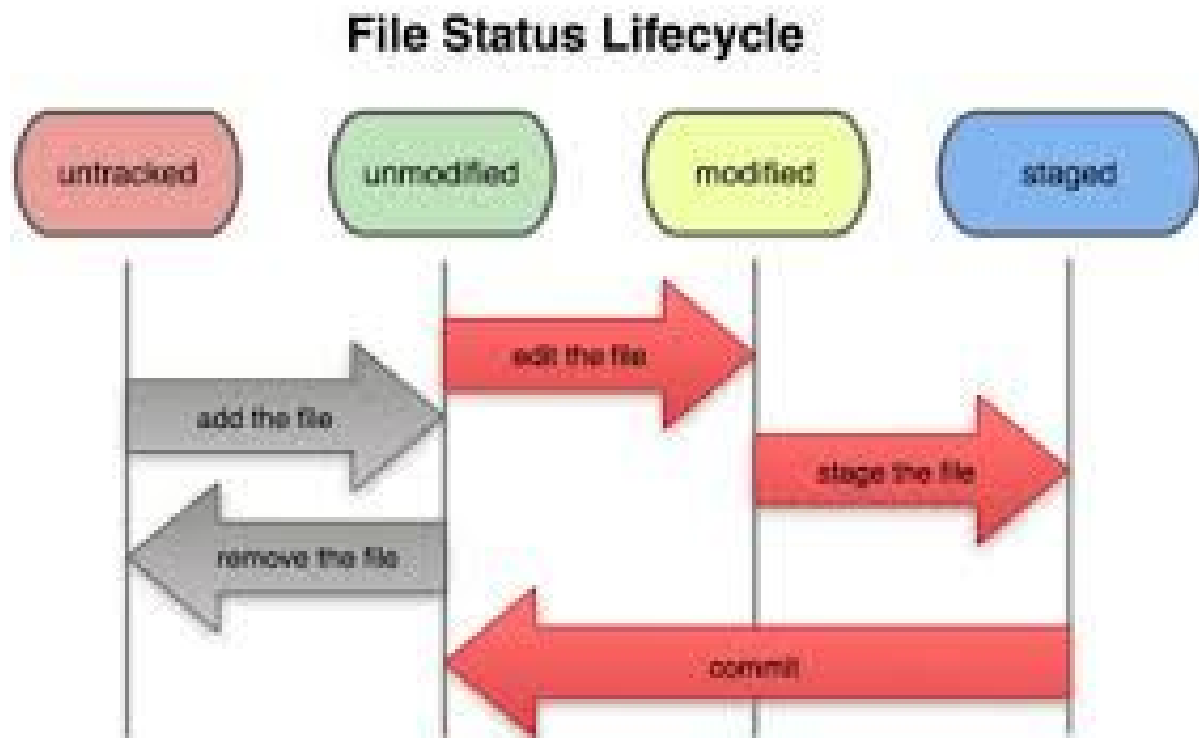 File Status Lifecycle
untracked
unmodified
modified
staged
edit the file
add the file
stage the file
remove the file
commit